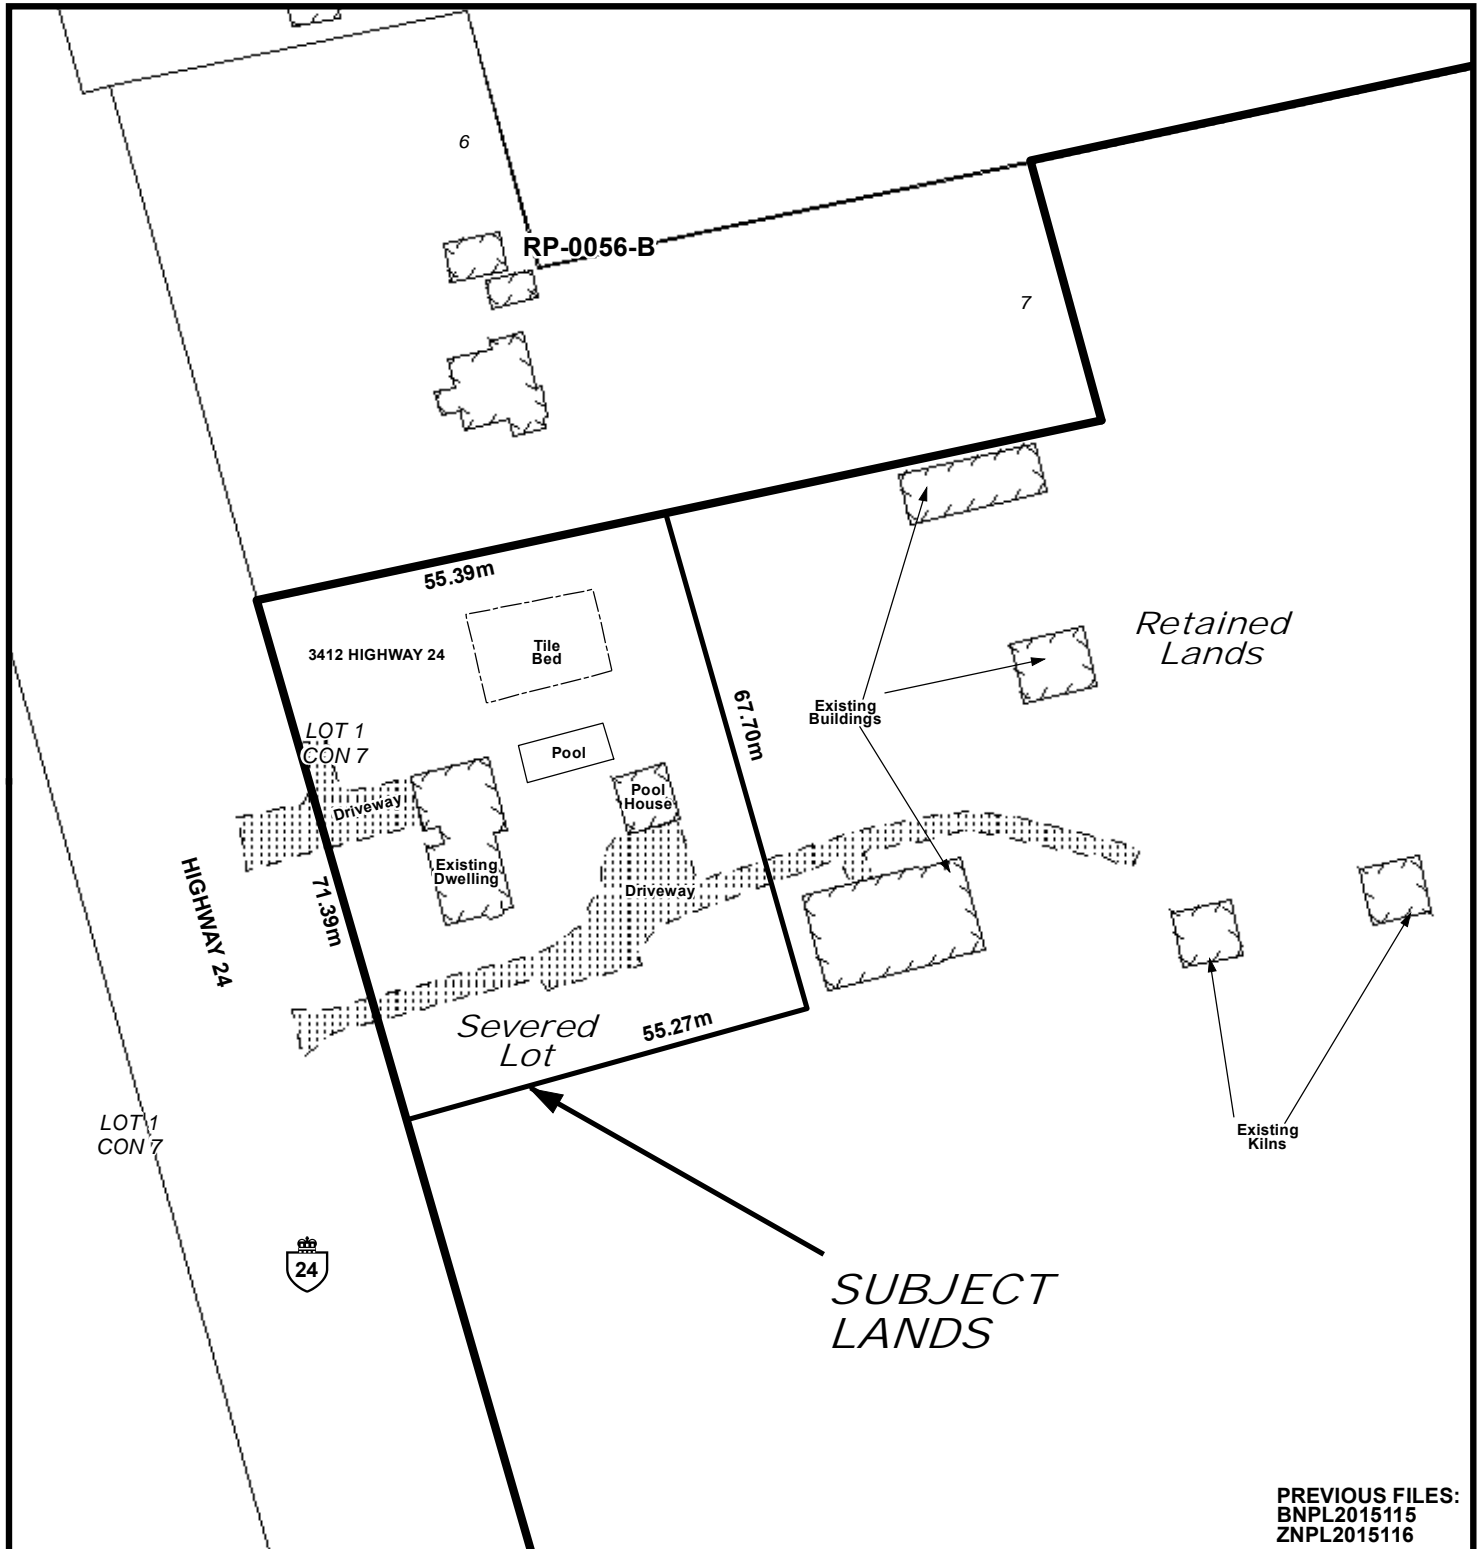 6
RP-0056-B
7
55.39m
3412 HIGHWAY 24
Tile
Bed
Retained
Lands
67.70m
Existing
Buildings
LOT 1
CON 7
Pool
Pool
House
Driveway
Existing
Dwelling
Driveway
HIGHWAY 24
71.39m
Severed
Lot
55.27m
LOT 1
CON 7
Existing
Kilns
24
SUBJECT
LANDS
PREVIOUS FILES:
BNPL2015115
ZNPL2015116